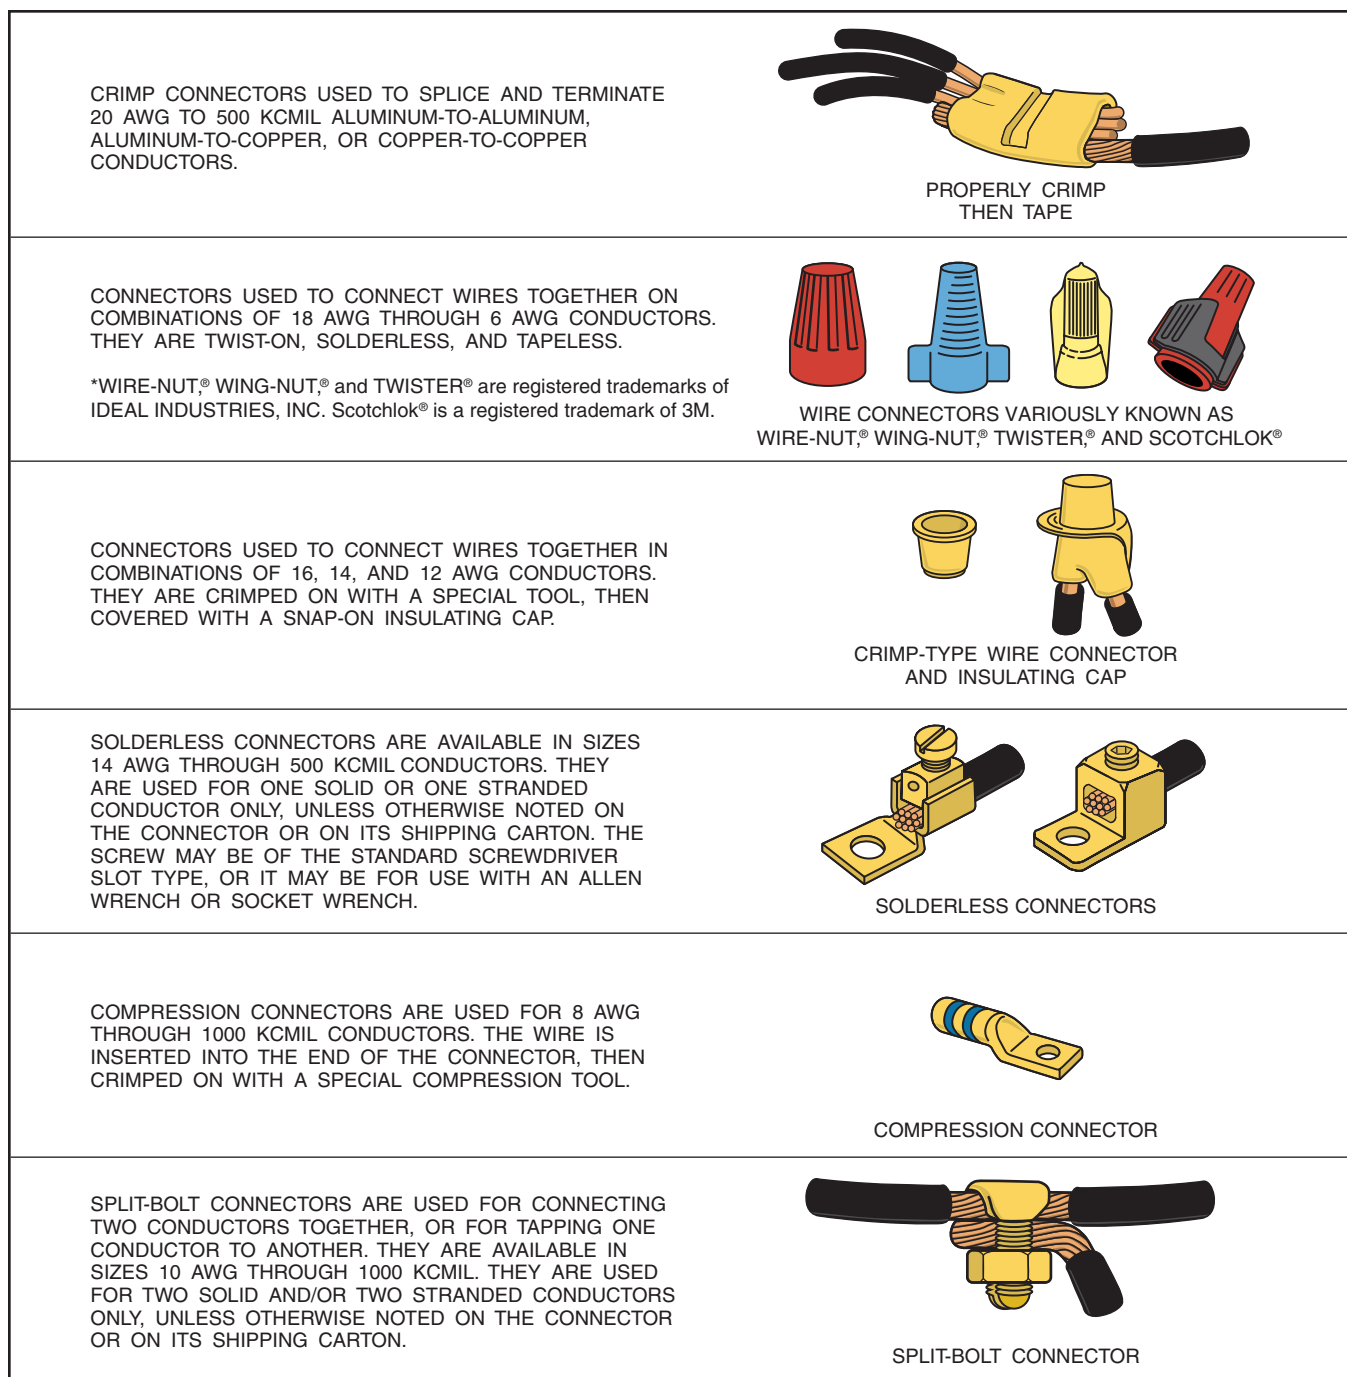 CRIMP CONNECTORS USED TO SPLICE AND TERMINATE
20 AWG TO 500 KCMIL ALUMINUM-TO-ALUMINUM,
ALUMINUM-TO-COPPER, OR COPPER-TO-COPPER
CONDUCTORS.
PROPERLY CRIMP
THEN TAPE
CONNECTORS USED TO CONNECT WIRES TOGETHER ON
COMBINATIONS OF 18 AWG THROUGH 6 AWG CONDUCTORS.
THEY ARE TWIST-ON, SOLDERLESS, AND TAPELESS.
*WIRE-NUT,® WING-NUT,® and TWISTER® are registered trademarks of
IDEAL INDUSTRIES, INC. Scotchlok® is a registered trademark of 3M.
WIRE CONNECTORS VARIOUSLY KNOWN AS
WIRE-NUT,® WING-NUT,® TWISTER,® AND SCOTCHLOK®
CONNECTORS USED TO CONNECT WIRES TOGETHER IN
COMBINATIONS OF 16, 14, AND 12 AWG CONDUCTORS.
THEY ARE CRIMPED ON WITH A SPECIAL TOOL, THEN
COVERED WITH A SNAP-ON INSULATING CAP.
CRIMP-TYPE WIRE CONNECTOR
AND INSULATING CAP
SOLDERLESS CONNECTORS ARE AVAILABLE IN SIZES
14 AWG THROUGH 500 KCMIL CONDUCTORS. THEY
ARE USED FOR ONE SOLID OR ONE STRANDED
CONDUCTOR ONLY, UNLESS OTHERWISE NOTED ON
THE CONNECTOR OR ON ITS SHIPPING CARTON. THE
SCREW MAY BE OF THE STANDARD SCREWDRIVER
SLOT TYPE, OR IT MAY BE FOR USE WITH AN ALLEN
WRENCH OR SOCKET WRENCH.
SOLDERLESS CONNECTORS
COMPRESSION CONNECTORS ARE USED FOR 8 AWG
THROUGH 1000 KCMIL CONDUCTORS. THE WIRE IS
INSERTED INTO THE END OF THE CONNECTOR, THEN
CRIMPED ON WITH A SPECIAL COMPRESSION TOOL.
COMPRESSION CONNECTOR
SPLIT-BOLT CONNECTORS ARE USED FOR CONNECTING
TWO CONDUCTORS TOGETHER, OR FOR TAPPING ONE
CONDUCTOR TO ANOTHER. THEY ARE AVAILABLE IN
SIZES 10 AWG THROUGH 1000 KCMIL. THEY ARE USED
FOR TWO SOLID AND/OR TWO STRANDED CONDUCTORS
ONLY, UNLESS OTHERWISE NOTED ON THE CONNECTOR
OR ON ITS SHIPPING CARTON.
SPLIT-BOLT CONNECTOR